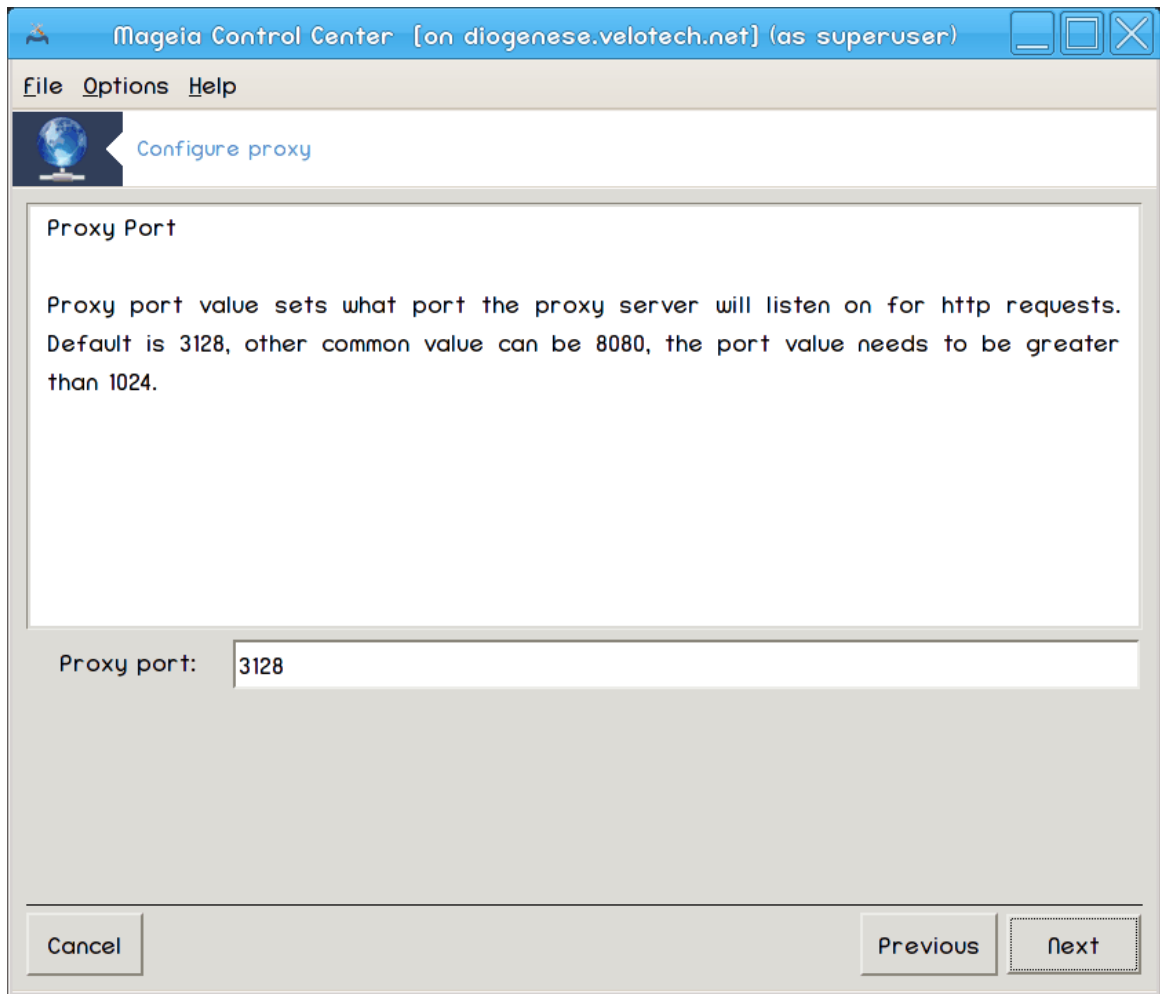 Mageia Control Center [on diogenese.velotech.net] (as superuser)
File Options Help
Configure proxy
Proxy Port
Proxy port value sets what port the proxy server will listen on for http requests.
Default is 3128, other common value can be 8080, the port value needs to be greater
than 1024.
Proxy port: 3128
Cancel Previous Next